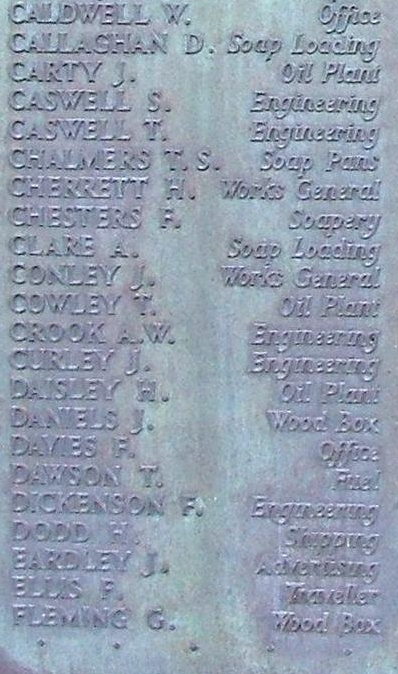 CALDWELL W. Office
CALLAGHAN D. Soap Loading
CARTY J. Oil Plant
CASWELL S. Engineering
CASWELL T. Engineering
CHALMERS T. S. Soap Pans
CHERRETT H. Works General
CHESTERS F. Soapery
CLARE A. Soap Loading
CONLEY J. Works General
COWLEY T. Oil Plant
CROOK A.W. Engineering
CURLEY J. Engineering
DAISLEY H. Oil Plant
DANIELS J. Wood Box
DAVIES F. Office
DAWSON T. Fuel
DICKENSON F. Engineering
DODD H. Shipping
EARDLEY J. Advertising
ELLIS F. Traveller
FLEMING G. Wood Box